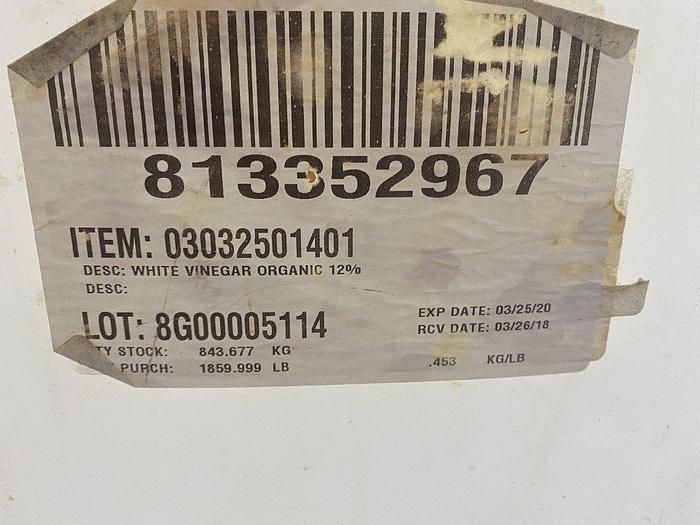 813352967
ITEM: 03032501401
DESC: WHITE VINEGAR ORGANIC 12%
DESC:
LOT: 8G00005114
EXP DATE: 03/25/20
RCV DATE: 03/26/18
STOCK: 843.677 KG
PURCH: 1859.999 LB
.453 KG/LB